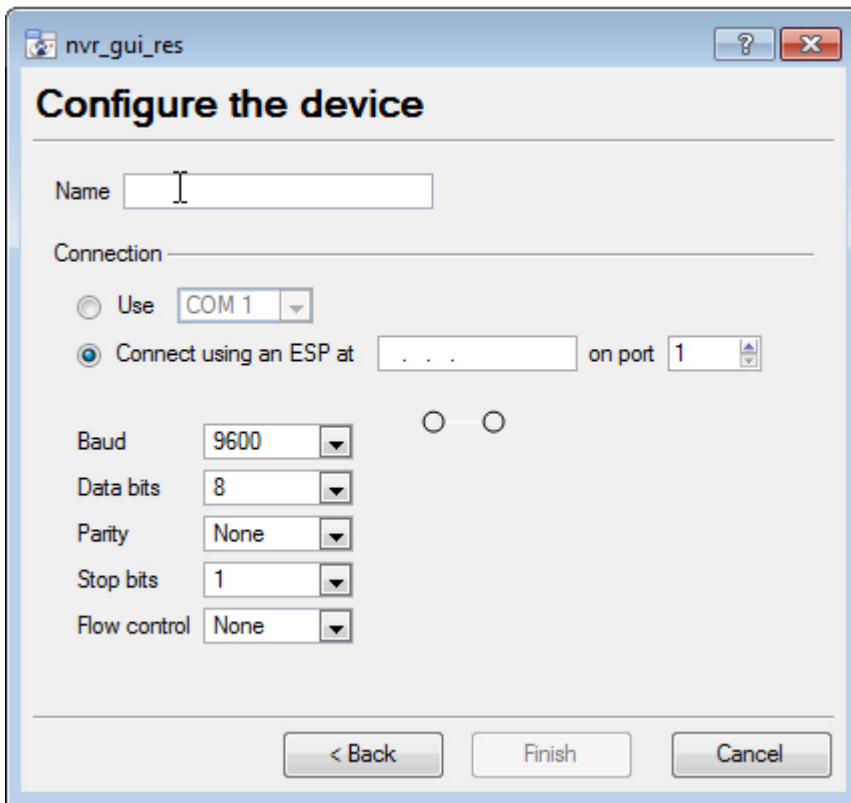 nvr_gui_res
Configure the device
Name
Connection
Use COM 1
Connect using an ESP at . . . on port 1
Baud 9600
Data bits 8
Parity None
Stop bits 1
Flow control None
< Back Finish Cancel